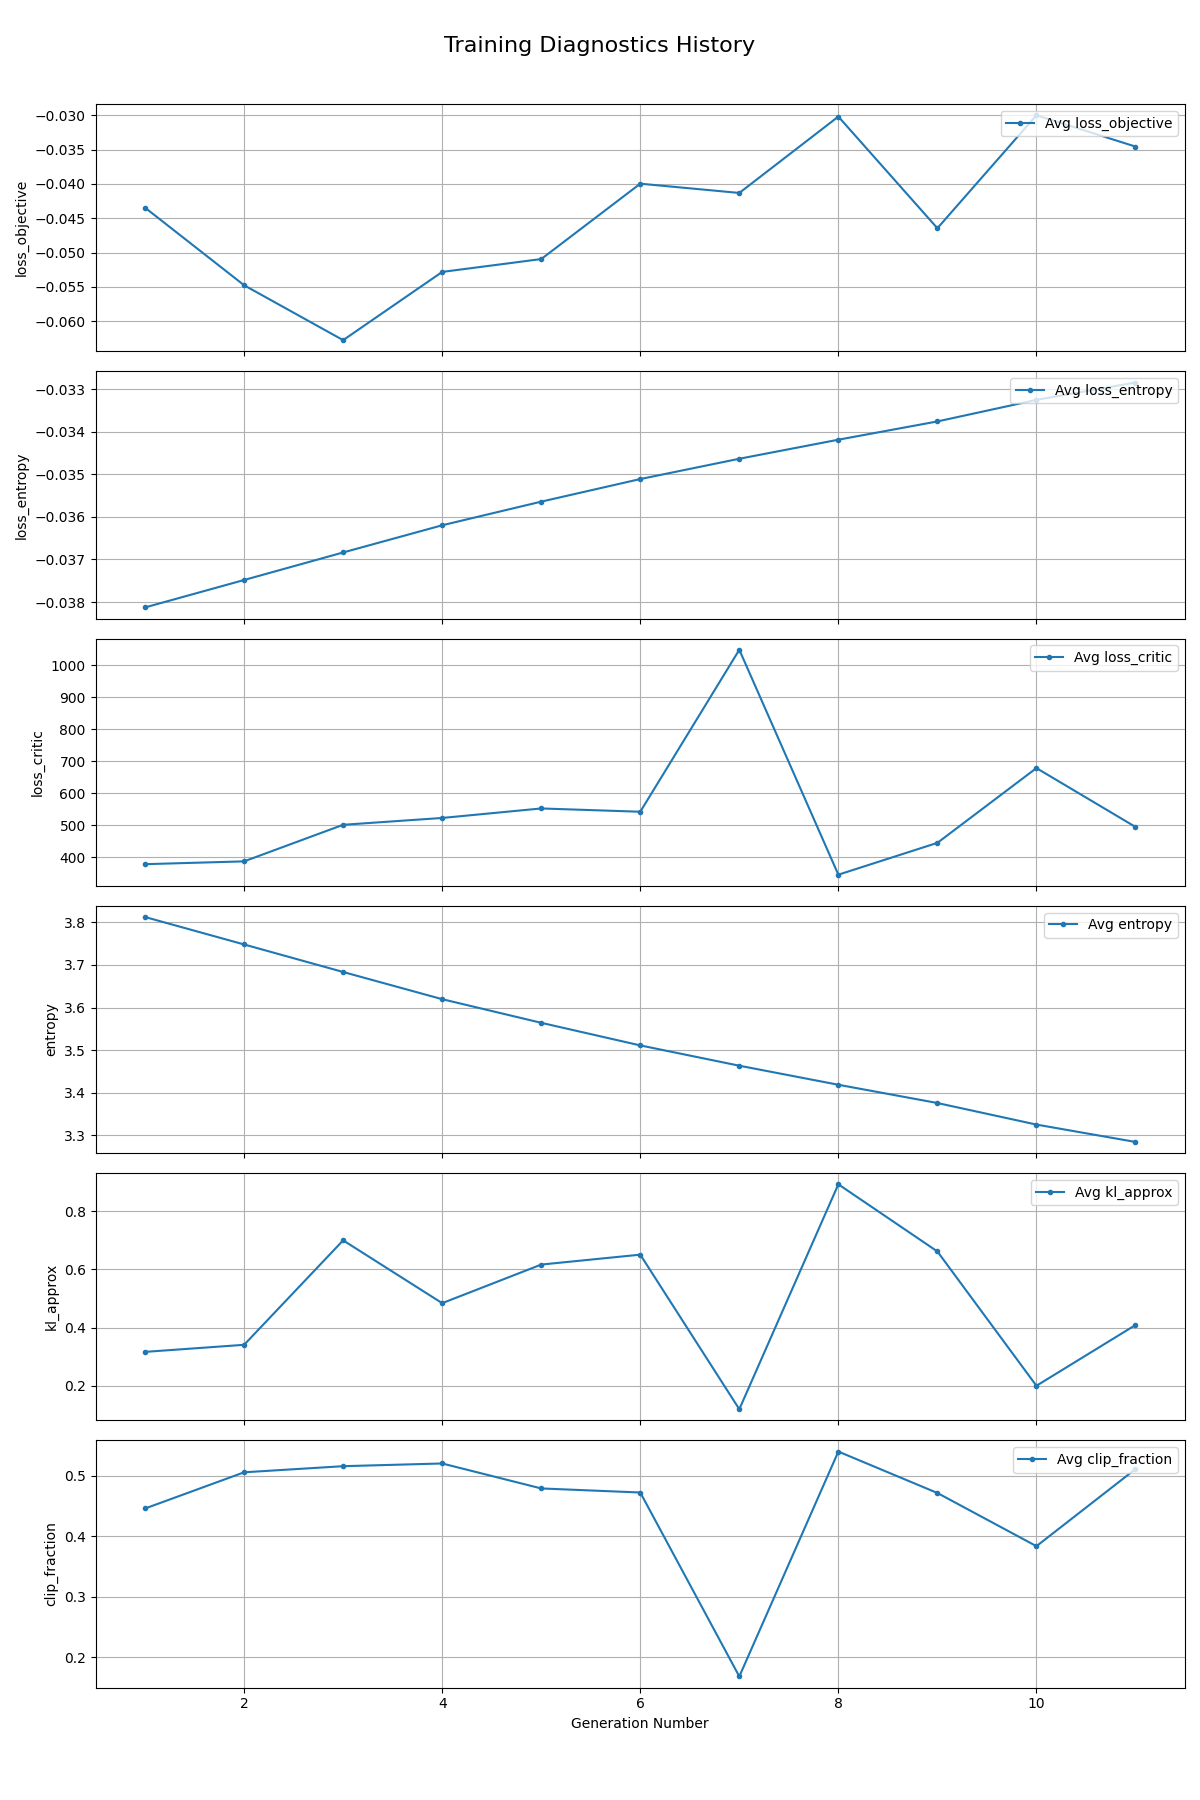 Training Diagnostics History
−0.030
−0.035
−0.040
−0.045
−0.050
−0.055
−0.060
loss_objective
Avg loss_objective
−0.033
−0.034
−0.035
−0.036
−0.037
−0.038
loss_entropy
Avg loss_entropy
1000
900
800
700
600
500
400
loss_critic
Avg loss_critic
3.8
3.7
3.6
3.5
3.4
3.3
entropy
Avg entropy
0.8
0.6
0.4
0.2
kl_approx
Avg kl_approx
0.5
0.4
0.3
0.2
clip_fraction
Avg clip_fraction
2 4 6 8 10
Generation Number